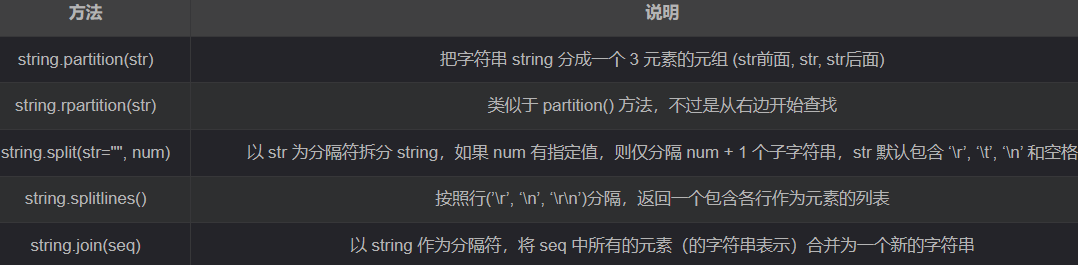 方法 说明
string.partition(str) 把字符串 string 分成一个 3 元素的元组 (str前面, str, str后面)
string.rpartition(str) 类似于 partition() 方法，不过是从右边开始查找
string.split(str="", num) 以 str 为分隔符拆分 string，如果 num 有指定值，则仅分隔 num + 1 个子字符串，str 默认包含 ‘\r’, ‘\t’, ‘\n’ 和空格
string.splitlines() 按照行(’\r’, ‘\n’, ‘\r\n’)分隔，返回一个包含各行作为元素的列表
string.join(seq) 以 string 作为分隔符，将 seq 中所有的元素（的字符串表示）合并为一个新的字符串